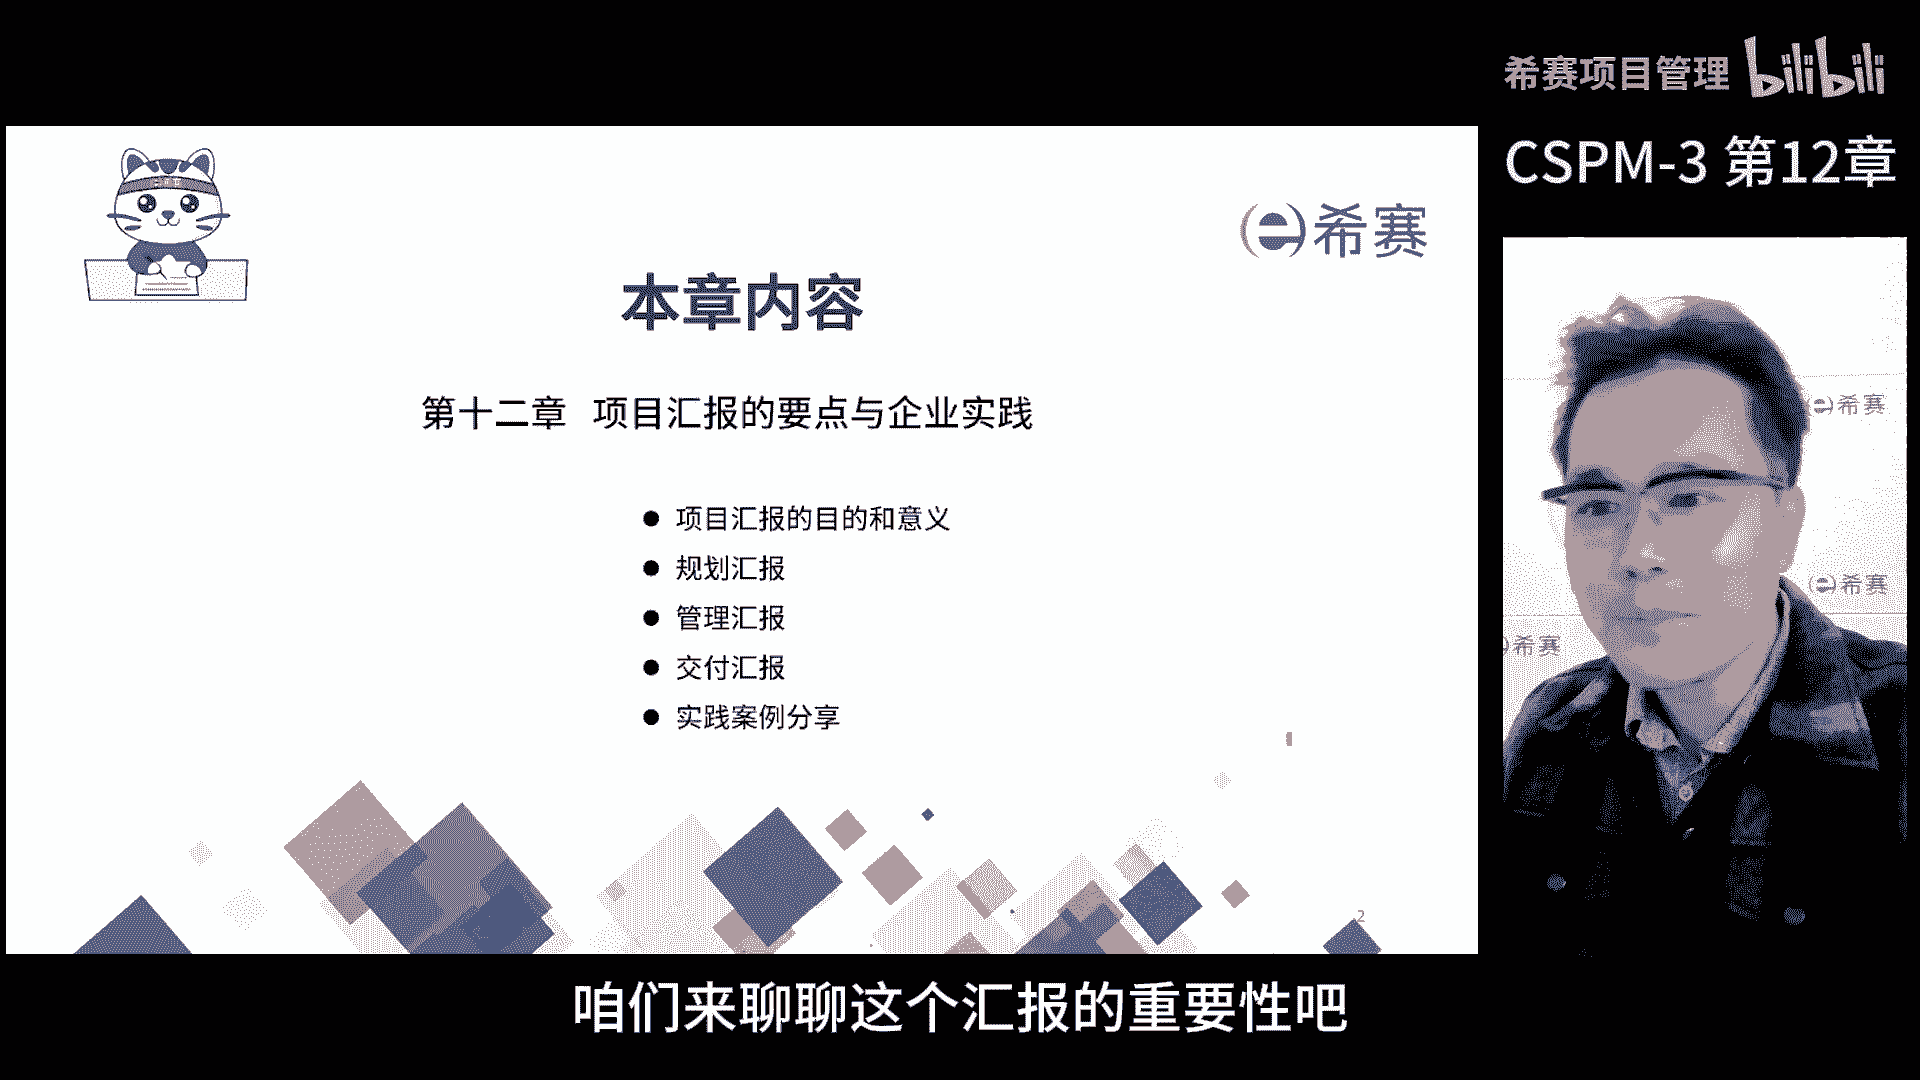 希赛项目管理 bilibili
CSPM-3 第12章
希赛
本章内容
第十二章 项目汇报的要点与企业实践
项目汇报的目的和意义
规划汇报
管理汇报
交付汇报
实践案例分享
2
希赛
希赛
希赛
咱们来聊聊这个汇报的重要性吧